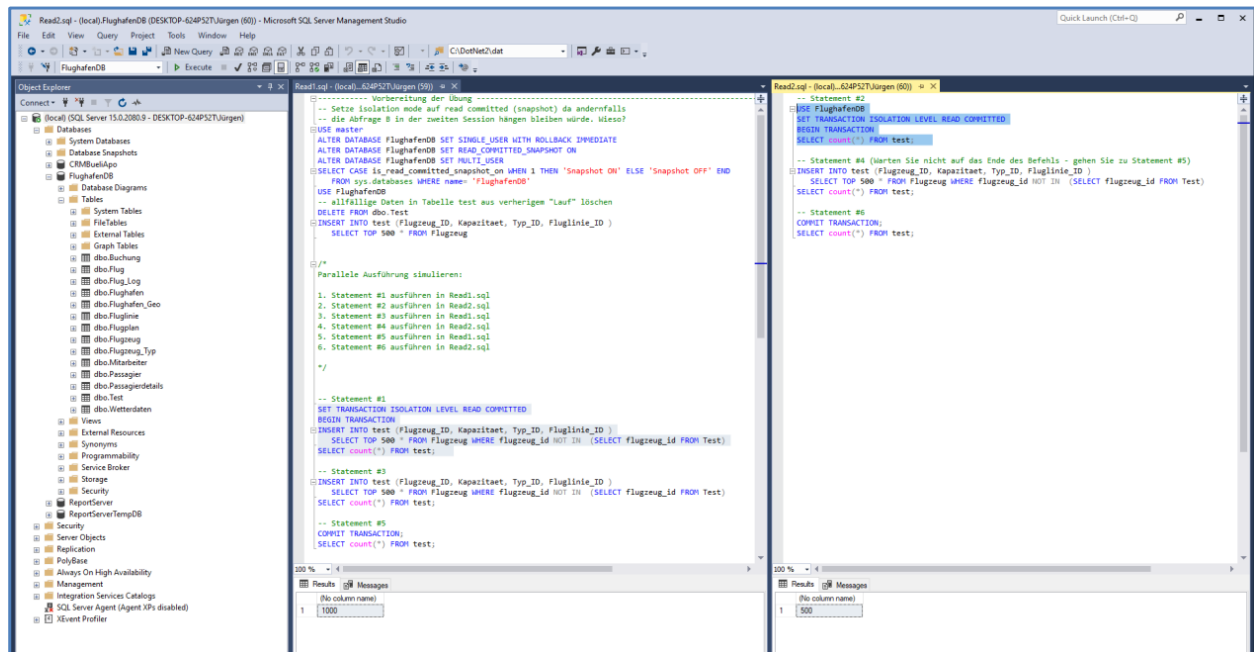 Read2.sql - (local).FlughafenDB (DESKTOP-624P52T\Jürgen (60)) - Microsoft SQL Server Management Studio
Quick Launch (Ctrl+Q)
File Edit View Query Project Tools Window Help
New Query
C:\DotNet2\dat
FlughafenDB
Execute
Object Explorer
Connect
(local) (SQL Server 15.0.2080.9 - DESKTOP-624P52T\Jürgen)
Databases
System Databases
Database Snapshots
CRMBueliApo
FlughafenDB
Database Diagrams
Tables
System Tables
FileTables
External Tables
Graph Tables
dbo.Buchung
dbo.Flug
dbo.Flug_Log
dbo.Flughafen
dbo.Flughafen_Geo
dbo.Fluglinie
dbo.Flugplan
dbo.Flugzeug
dbo.Flugzeug_Typ
dbo.Mitarbeiter
dbo.Passagier
dbo.Passagierdetails
dbo.Test
dbo.Wetterdaten
Views
External Resources
Synonyms
Programmability
Service Broker
Storage
Security
ReportServer
ReportServerTempDB
Security
Server Objects
Replication
PolyBase
Always On High Availability
Management
Integration Services Catalogs
SQL Server Agent (Agent XPs disabled)
XEvent Profiler
Read1.sql - (local)...624P52T\Jürgen (59))
---------- Vorbereitung der Übung ----------
-- Setze isolation mode auf read committed (snapshot) da andernfalls
-- die Abfrage B in der zweiten Session hängen bleiben würde. Wieso?
USE master
ALTER DATABASE FlughafenDB SET SINGLE_USER WITH ROLLBACK IMMEDIATE
ALTER DATABASE FlughafenDB SET READ_COMMITTED_SNAPSHOT ON
ALTER DATABASE FlughafenDB SET MULTI_USER
SELECT CASE is_read_committed_snapshot_on WHEN 1 THEN 'Snapshot ON' ELSE 'Snapshot OFF' END
FROM sys.databases WHERE name= 'FlughafenDB'
USE FlughafenDB
-- allfällige Daten in Tabelle test aus verherigem "Lauf" löschen
DELETE FROM dbo.Test
INSERT INTO test (Flugzeug_ID, Kapazitaet, Typ_ID, Fluglinie_ID )
SELECT TOP 500 * FROM Flugzeug
/*
Parallele Ausführung simulieren:
1. Statement #1 ausführen in Read1.sql
2. Statement #2 ausführen in Read2.sql
3. Statement #3 ausführen in Read1.sql
4. Statement #4 ausführen in Read2.sql
5. Statement #5 ausführen in Read1.sql
6. Statement #6 ausführen in Read2.sql
*/
-- Statement #1
SET TRANSACTION ISOLATION LEVEL READ COMMITTED
BEGIN TRANSACTION
INSERT INTO test (Flugzeug_ID, Kapazitaet, Typ_ID, Fluglinie_ID )
SELECT TOP 500 * FROM Flugzeug WHERE flugzeug_id NOT IN (SELECT flugzeug_id FROM Test)
SELECT count(*) FROM test;
-- Statement #3
INSERT INTO test (Flugzeug_ID, Kapazitaet, Typ_ID, Fluglinie_ID )
SELECT TOP 500 * FROM Flugzeug WHERE flugzeug_id NOT IN (SELECT flugzeug_id FROM Test)
SELECT count(*) FROM test;
-- Statement #5
COMMIT TRANSACTION;
SELECT count(*) FROM test;
100 %
Results Messages
(No column name)
1 1000
Read2.sql - (local)...624P52T\Jürgen (60))
-- Statement #2
USE FlughafenDB
SET TRANSACTION ISOLATION LEVEL READ COMMITTED
BEGIN TRANSACTION
SELECT count(*) FROM test;
-- Statement #4 (Warten Sie nicht auf das Ende des Befehls - gehen Sie zu Statement #5)
INSERT INTO test (Flugzeug_ID, Kapazitaet, Typ_ID, Fluglinie_ID )
SELECT TOP 500 * FROM Flugzeug WHERE flugzeug_id NOT IN (SELECT flugzeug_id FROM Test)
SELECT count(*) FROM test;
-- Statement #6
COMMIT TRANSACTION;
SELECT count(*) FROM test;
100 %
Results Messages
(No column name)
1 500